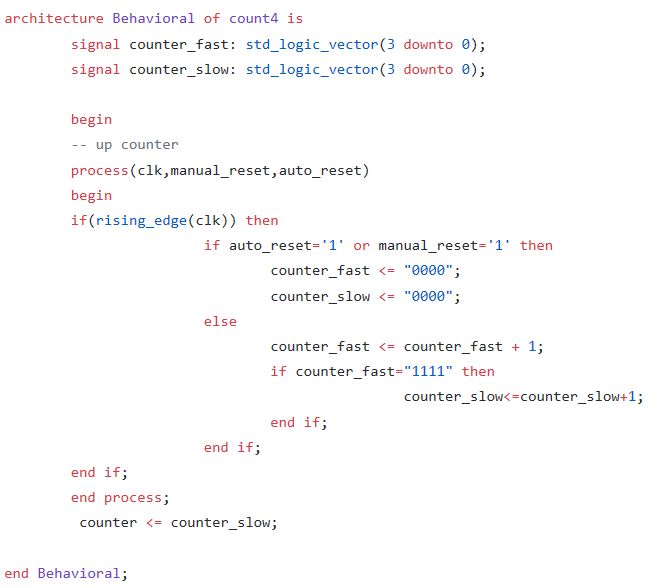 architecture Behavioral of count4 is
signal counter_fast: std_logic_vector(3 downto 0);
signal counter_slow: std_logic_vector(3 downto 0);
begin
-- up counter
process(clk,manual_reset,auto_reset)
begin
if(rising_edge(clk)) then
if auto_reset='1' or manual_reset='1' then
counter_fast <= "0000";
counter_slow <= "0000";
else
counter_fast <= counter_fast + 1;
if counter_fast="1111" then
counter_slow<=counter_slow+1;
end if;
end if;
end if;
end process;
counter <= counter_slow;
end Behavioral;